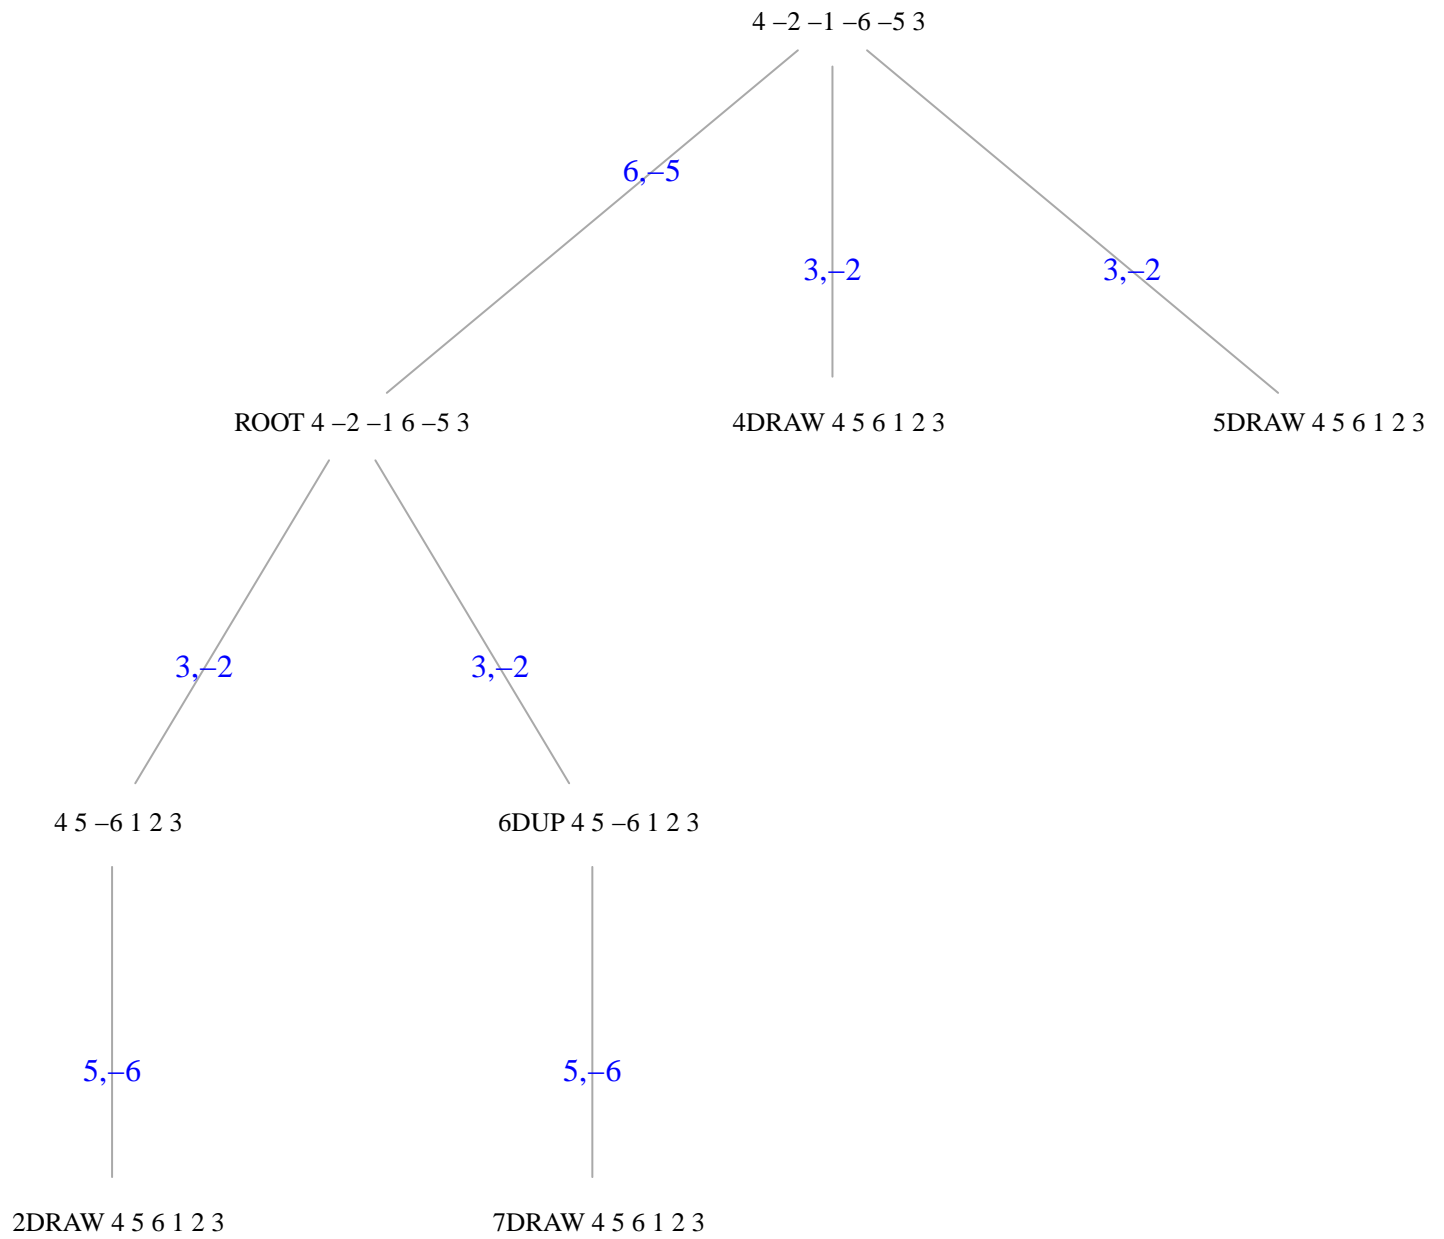 4 –2 –1 –6 –5 3
6,–5
3,–2
3,–2
ROOT 4 –2 –1 6 –5 3
4DRAW 4 5 6 1 2 3
5DRAW 4 5 6 1 2 3
3,–2
3,–2
4 5 –6 1 2 3
6DUP 4 5 –6 1 2 3
5,–6
5,–6
2DRAW 4 5 6 1 2 3
7DRAW 4 5 6 1 2 3